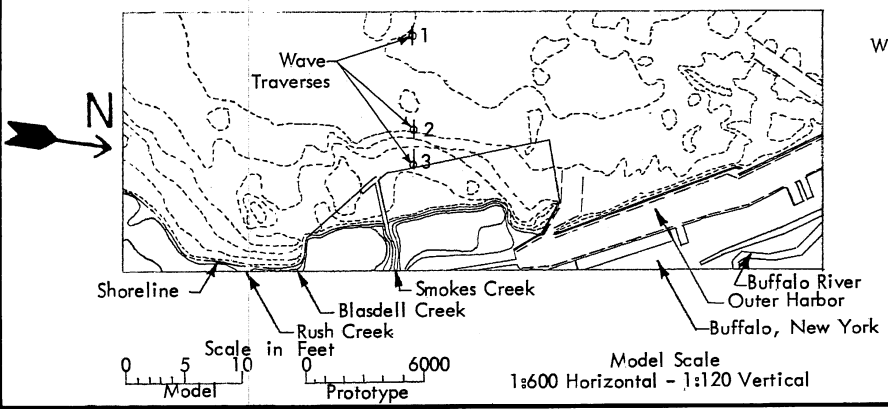 1
W
Wave
Traverses
N
2
3
Shoreline
Smokes Creek
Buffalo River
Outer Harbor
Blasdell Creek
Buffalo, New York
Rush Creek
Scale in Feet
0 5 10 0 6000
Model Prototype
Model Scale
1:600 Horizontal - 1:120 Vertical